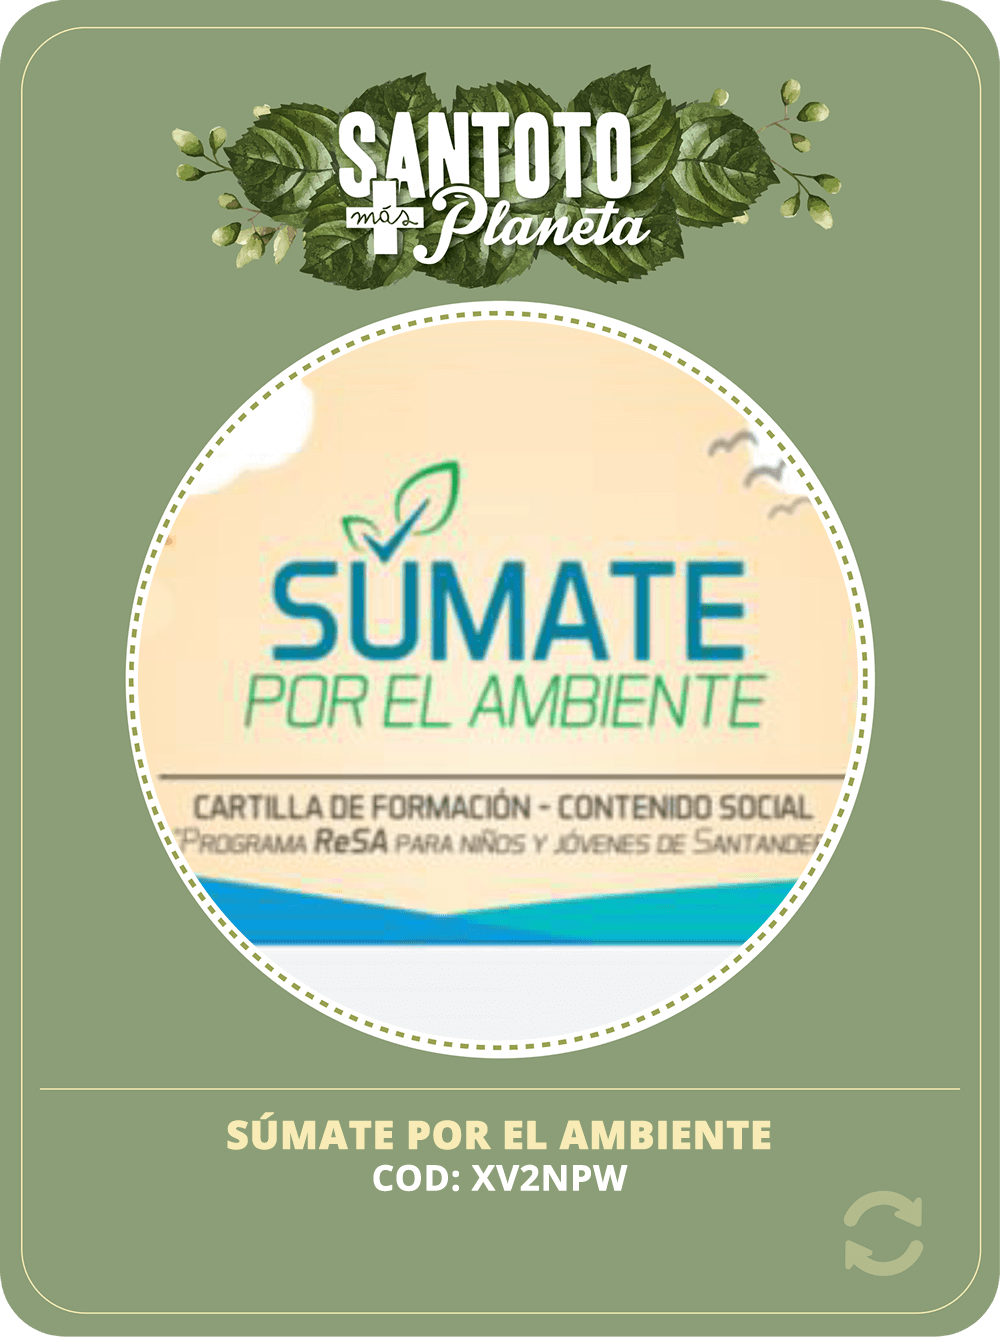 SANTOTO
más
Planeta
SÚMATE
POR EL AMBIENTE
CARTILLA DE FORMACIÓN - CONTENIDO SOCIAL
"PROGRAMA ReSA PARA NIÑOS Y JÓVENES DE SANTANDER
SÚMATE POR EL AMBIENTE
COD: XV2NPW